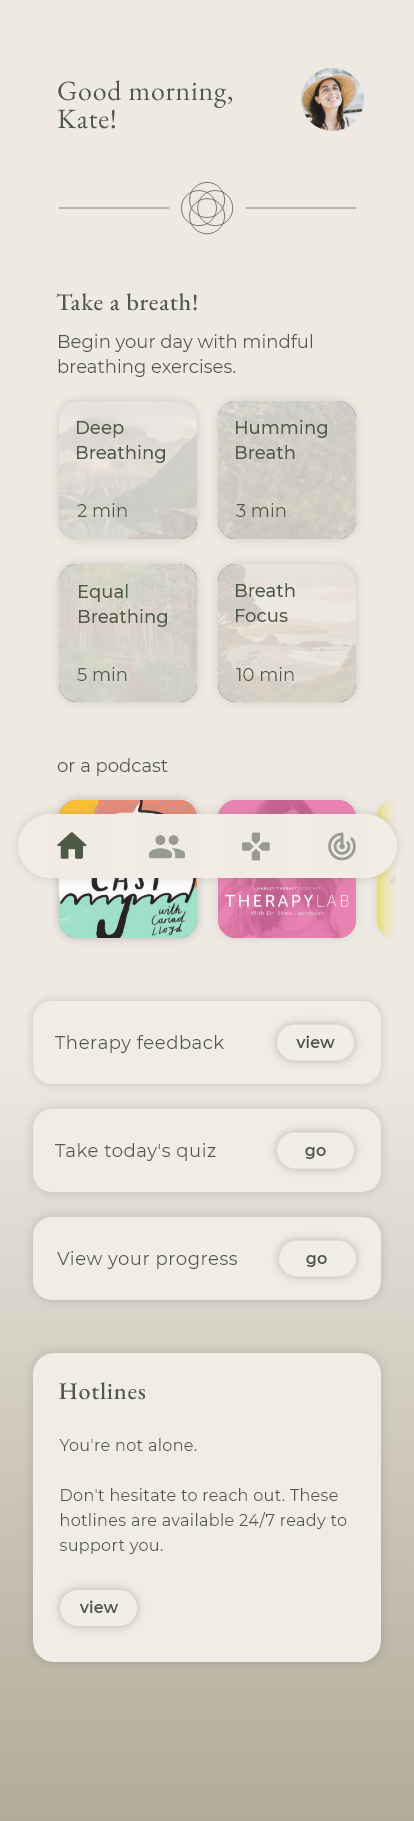 Good morning,
Kate!
Take a breath!
Begin your day with mindful
breathing exercises.
Deep
Breathing
2 min
Humming
Breath
3 min
Equal
Breathing
5 min
Breath
Focus
10 min
or a podcast
CAST
with
Cariad
Lloyd
THERAPYLAB
With Dr. Sheri Jacobson
Therapy feedback
view
Take today's quiz
go
View your progress
go
Hotlines
You're not alone.
Don't hesitate to reach out. These
hotlines are available 24/7 ready to
support you.
view